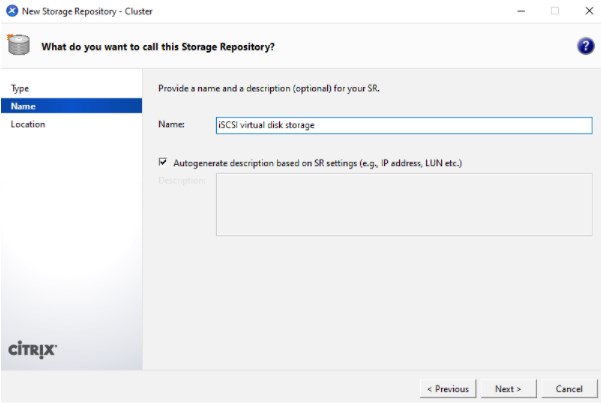 New Storage Repository - Cluster
What do you want to call this Storage Repository?
Type
Provide a name and a description (optional) for your SR.
Name
Location
Name:
iSCSI virtual disk storage
Autogenerate description based on SR settings (e.g., IP address, LUN etc.)
Description:
CİTRIX
< Previous
Next >
Cancel